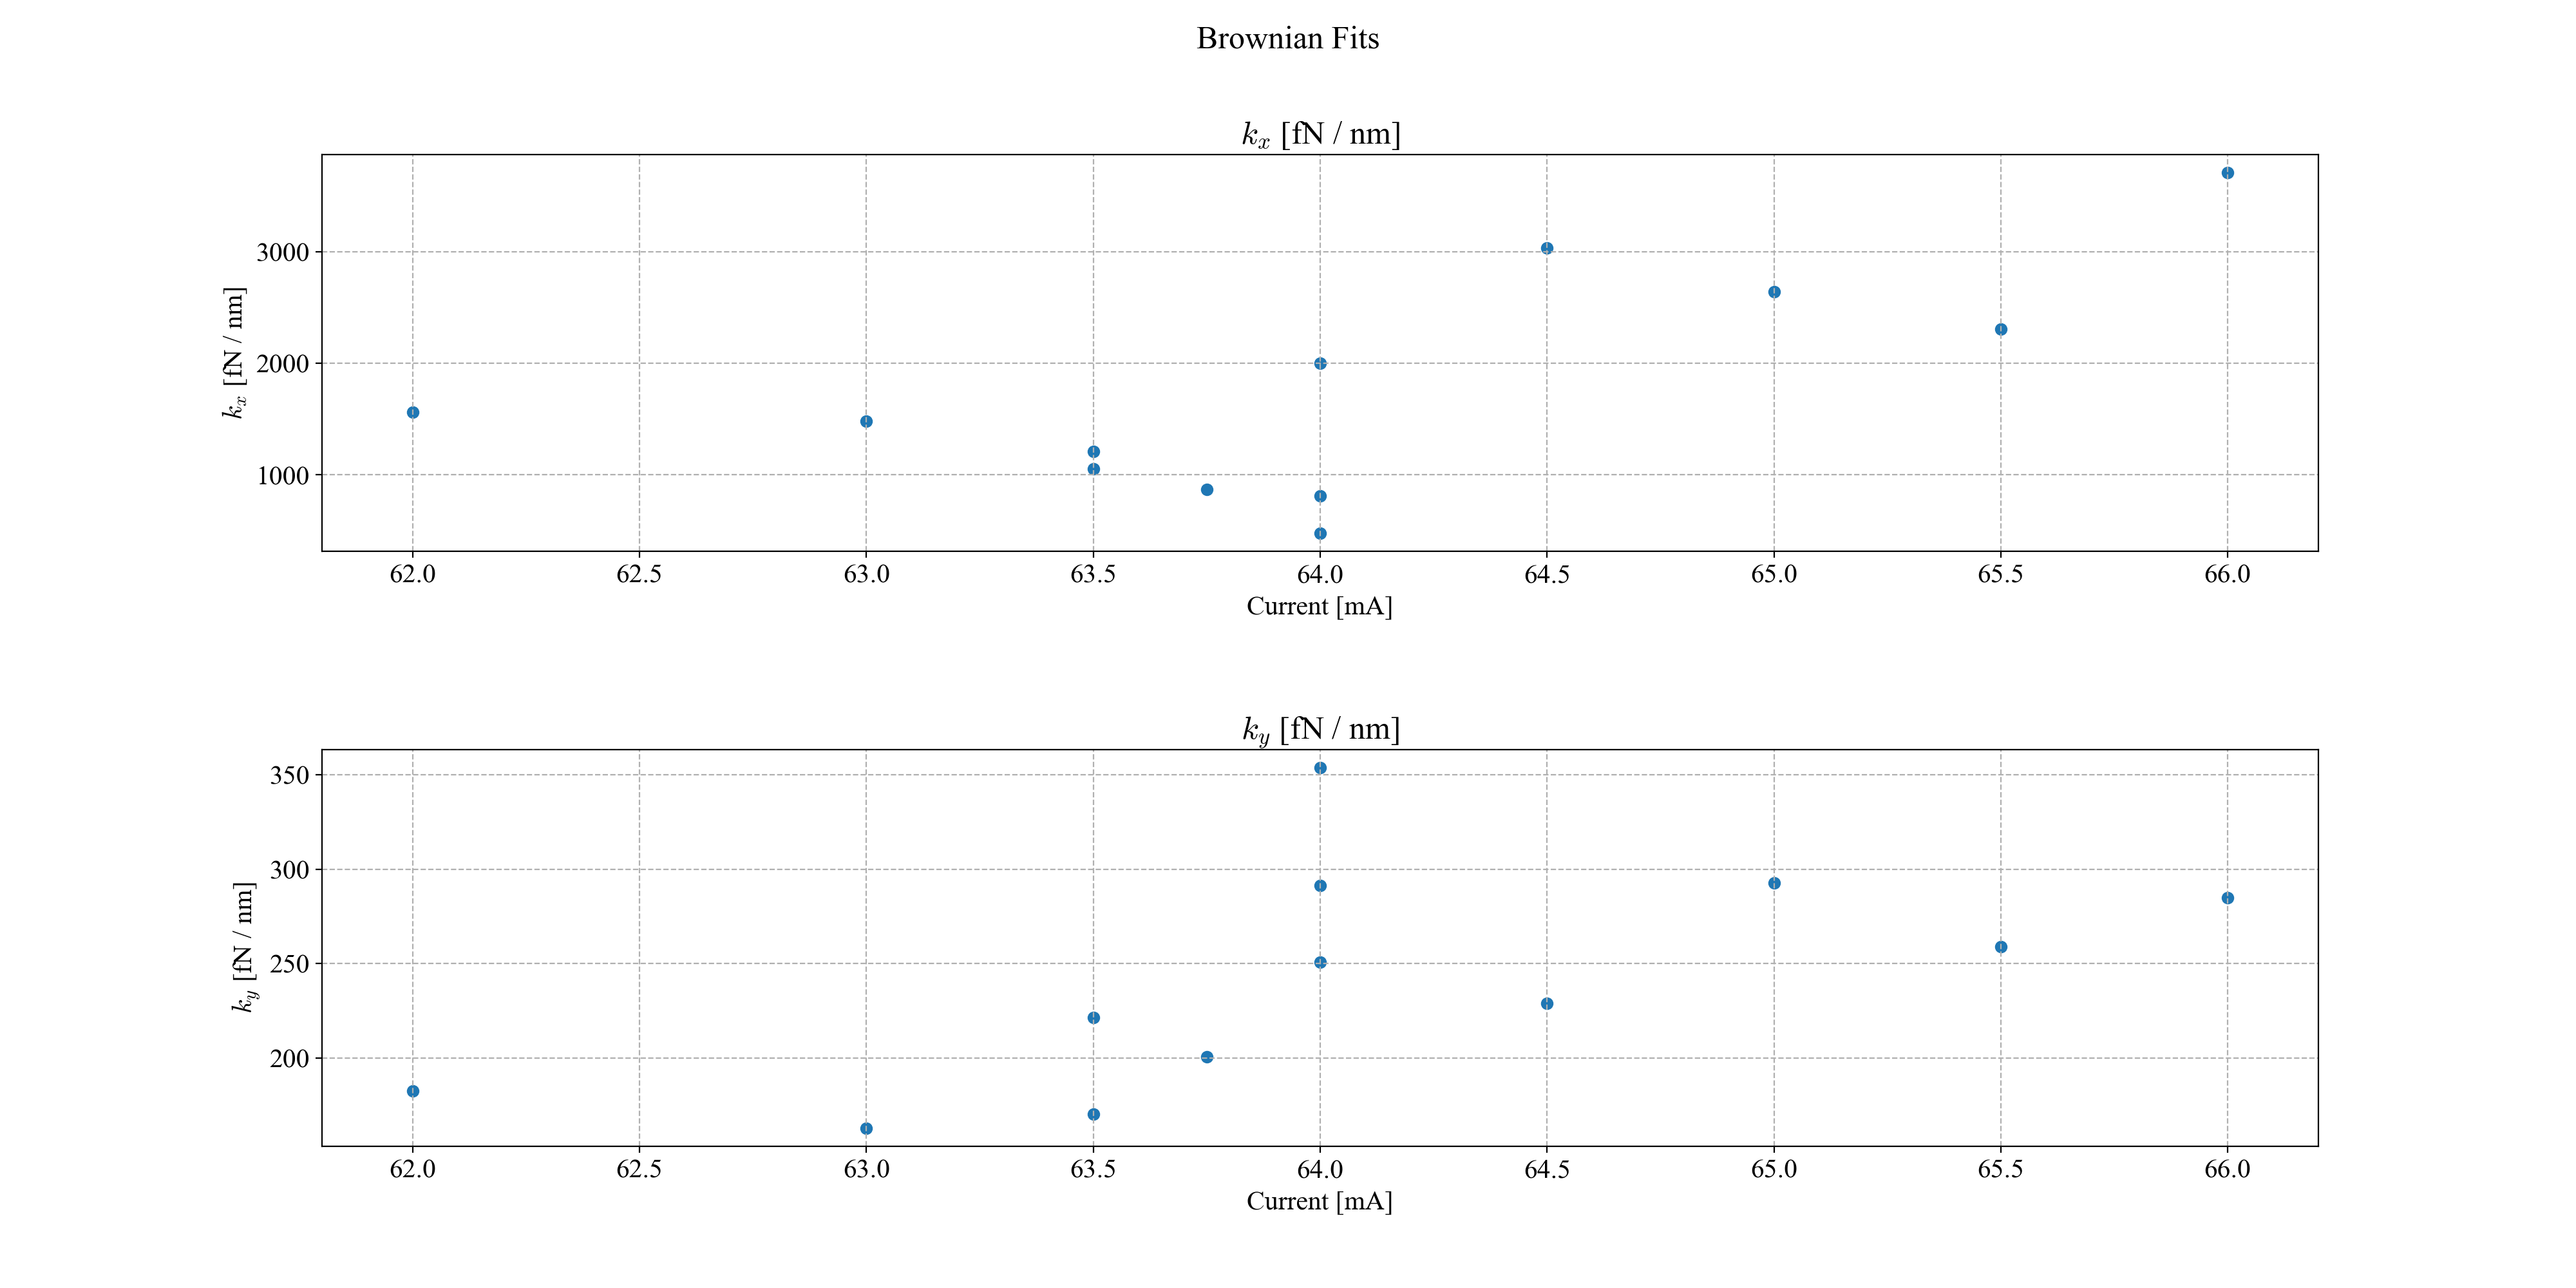 Brownian Fits
k_x [fN / nm]
k_x [fN / nm]
3000
2000
1000
62.0 62.5 63.0 63.5 64.0 64.5 65.0 65.5 66.0
Current [mA]
k_y [fN / nm]
k_y [fN / nm]
350
300
250
200
62.0 62.5 63.0 63.5 64.0 64.5 65.0 65.5 66.0
Current [mA]